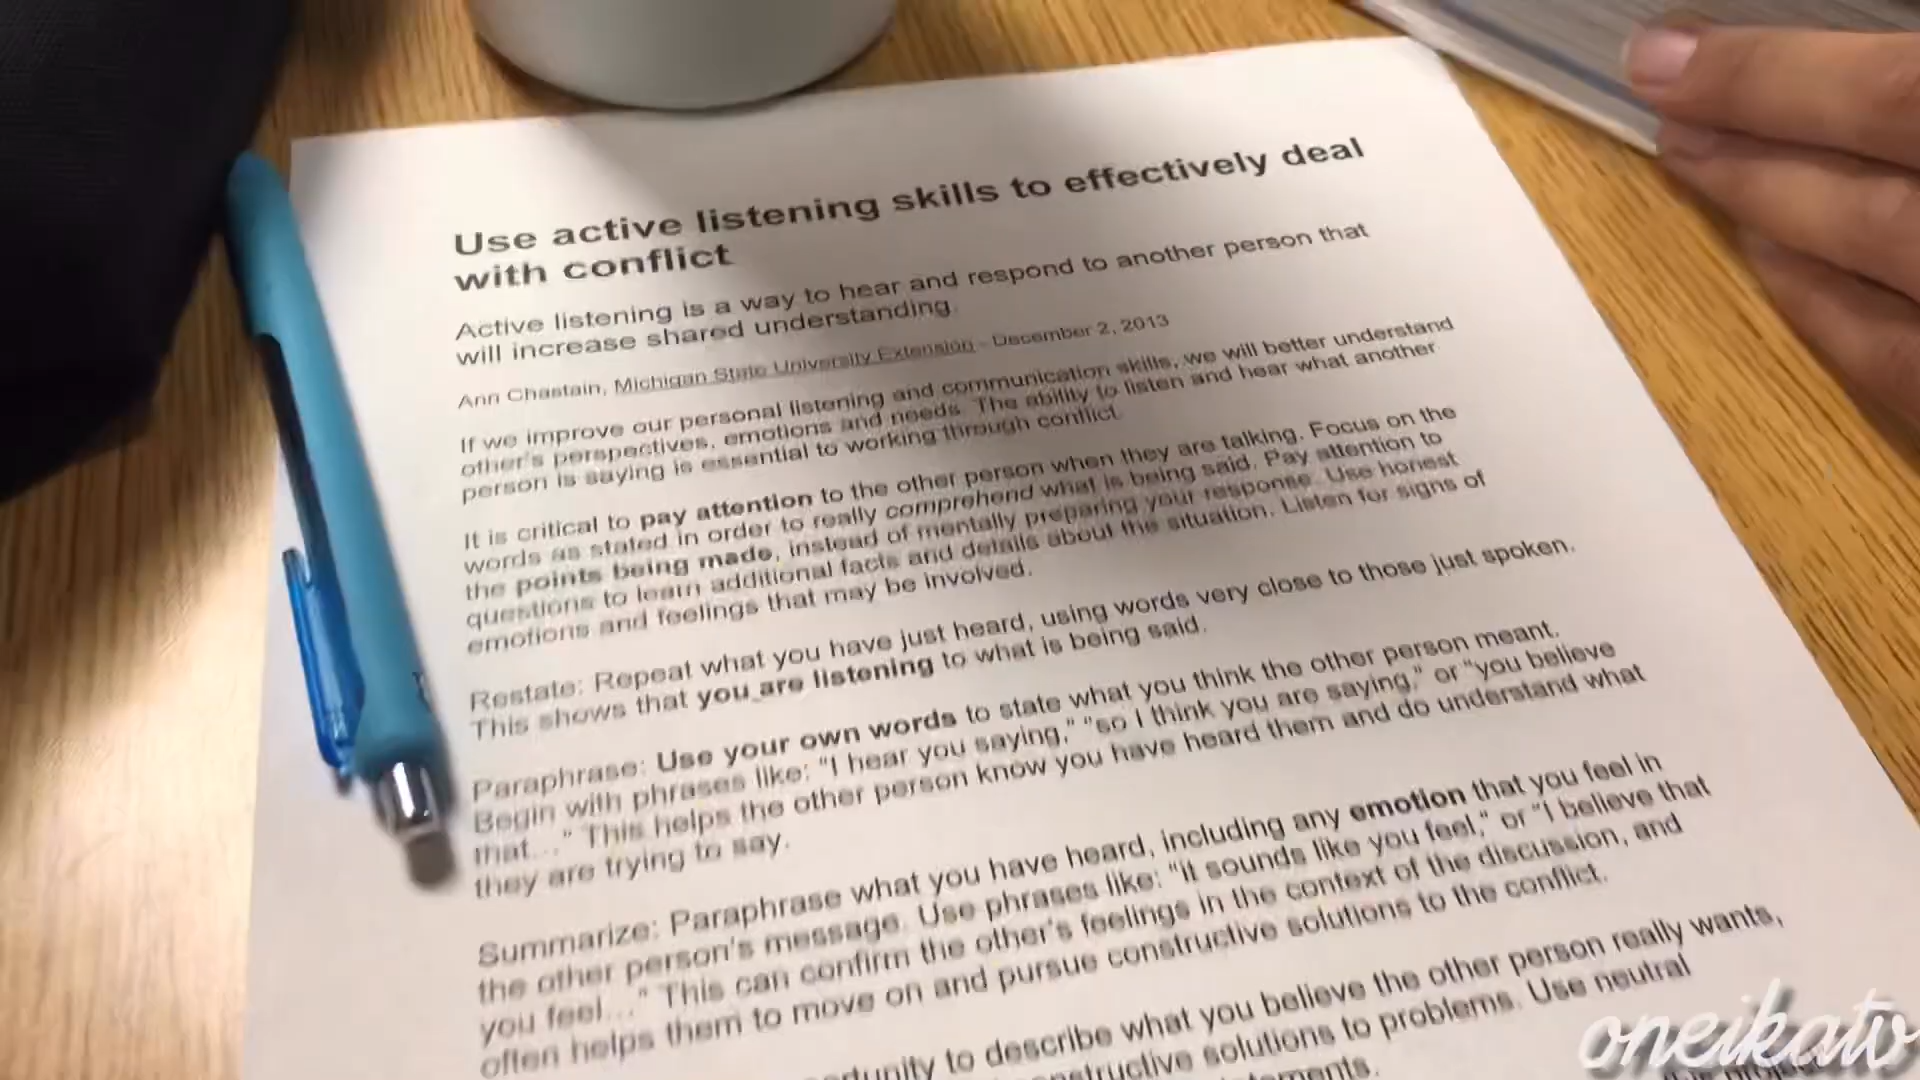 Use active listening skills to effectively deal
with conflict
Active listening is a way to hear and respond to another person that
will increase shared understanding.
Ann Chastain, Michigan State University Extension - December 2, 2013
If we improve our personal listening and communication skills, we will better understand
other's perspectives, emotions and needs. The ability to listen and hear what another
person is saying is essential to working through conflict.
It is critical to pay attention to the other person when they are talking. Focus on the
words as stated in order to really comprehend what is being said. Pay attention to
the points being made, instead of mentally preparing your response. Use honest
questions to learn additional facts and details about the situation. Listen for signs of
emotions and feelings that may be involved.
Restate: Repeat what you have just heard, using words very close to those just spoken.
This shows that you are listening to what is being said.
Paraphrase: Use your own words to state what you think the other person meant.
Begin with phrases like: "I hear you saying," "so I think you are saying," or "you believe
that..." This helps the other person know you have heard them and do understand what
they are trying to say.
Summarize: Paraphrase what you have heard, including any emotion that you feel in
the other person's message. Use phrases like: "it sounds like you feel," or "I believe that
you feel..." This can confirm the other's feelings in the context of the discussion, and
often helps them to move on and pursue constructive solutions to the conflict.
to describe what you believe the other person really wants,
solutions to problems. Use neutral
oneikatv